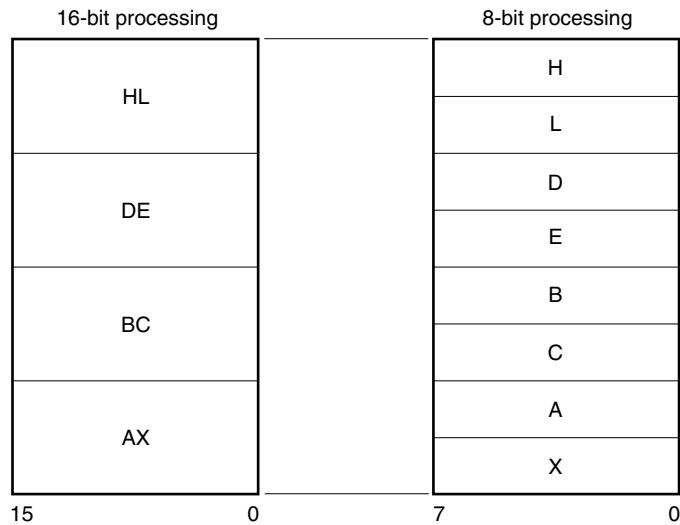 16-bit processing
HL
DE
BC
AX
15 0
8-bit processing
H
L
D
E
B
C
A
X
7 0